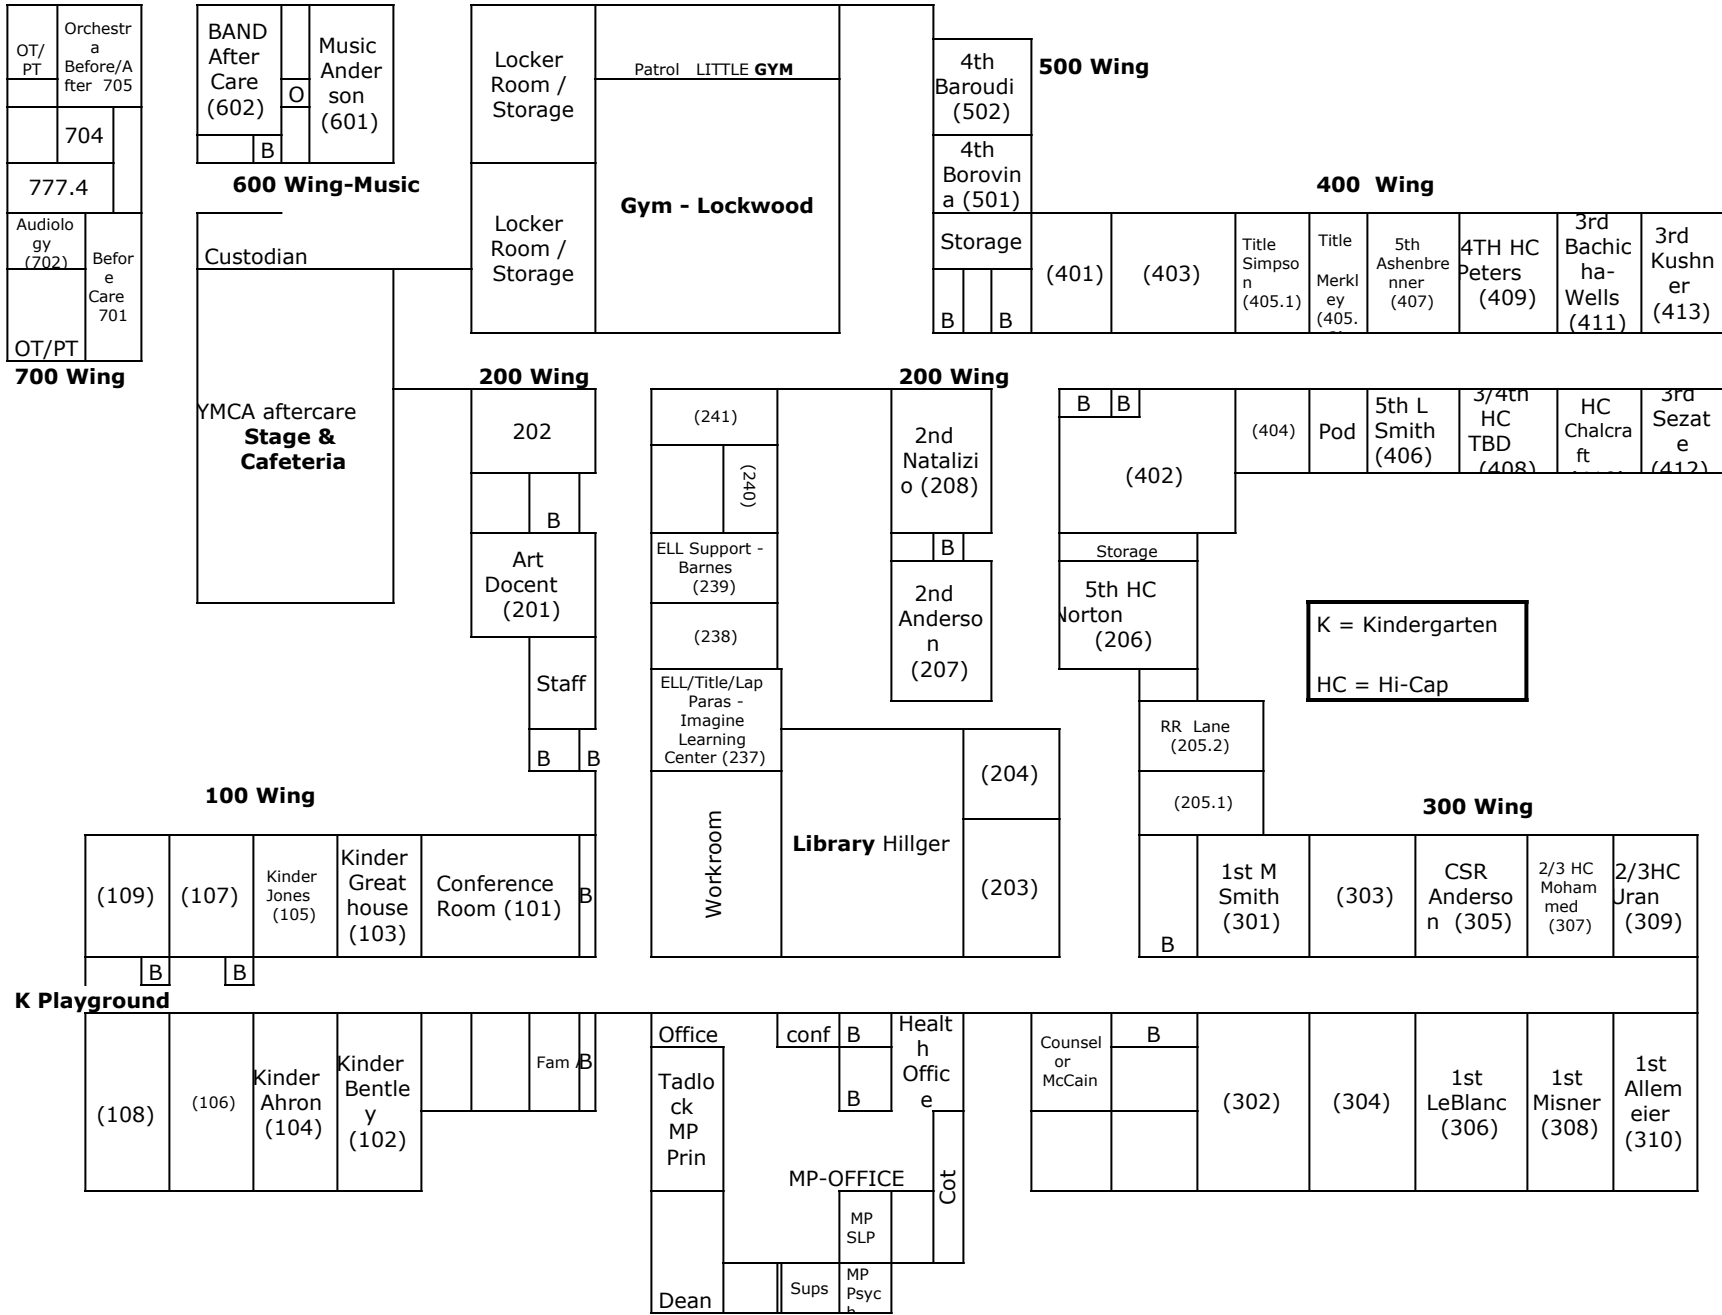 OT/
PT
Orchestr
a
Before/A
fter 705
704
777.4
Audiolo
gy
(702)
Befor
e
Care
701
OT/PT
700 Wing
BAND
After
Care
(602)
O
B
Music
Ander
son
(601)
600 Wing-Music
Custodian
YMCA aftercare
Stage &
Cafeteria
Locker
Room /
Storage
Locker
Room /
Storage
Patrol LITTLE GYM
Gym - Lockwood
4th
Baroudi
(502)
500 Wing
4th
Borovin
a (501)
Storage
B
B
400 Wing
(401)
(403)
Title
Simpso
n
(405.1)
Title
Merkl
ey
(405.
5th
Ashenbre
nner
(407)
4TH HC
Peters
(409)
3rd
Bachic
ha-
Wells
(411)
3rd
Kushn
er
(413)
200 Wing
202
B
Art
Docent
(201)
Staff
B
B
(241)
(240)
ELL Support -
Barnes
(239)
(238)
ELL/Title/Lap
Paras -
Imagine
Learning
Center (237)
Workroom
Library Hillger
(204)
(203)
200 Wing
2nd
Natalizi
o (208)
B
2nd
Anderso
n
(207)
B
B
(402)
(404)
Pod
5th L
Smith
(406)
3/4th
HC
TBD
(408)
HC
Chalcra
ft
3rd
Sezat
e
(412)
Storage
5th HC
Norton
(206)
K = Kindergarten
HC = Hi-Cap
RR Lane
(205.2)
(205.1)
100 Wing
(109)
(107)
Kinder
Jones
(105)
Kinder
Great
house
(103)
Conference
Room (101)
B
B
B
K Playground
(108)
(106)
Kinder
Ahron
(104)
Kinder
Bentle
y
(102)
Fam
B
300 Wing
B
1st M
Smith
(301)
(303)
CSR
Anderso
n (305)
2/3 HC
Moham
med
(307)
2/3HC
Uran
(309)
Office
conf
B
B
Healt
h
Offic
e
Tadlo
ck
MP
Prin
MP-OFFICE
Cot
MP
SLP
Dean
Sups
MP
Psyc
h
Counsel
or
McCain
B
(302)
(304)
1st
LeBlanc
(306)
1st
Misner
(308)
1st
Allem
eier
(310)